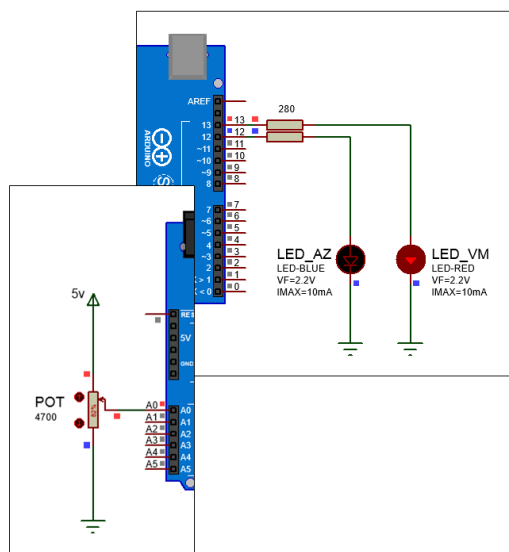 280
AREF
13 13
12 12
~11 11
~10 10
~9 9
8 8
7 7
~6 6
~5 5
4 4
~3 3
2 2
> 1 1
< 0 0
ARDUINO
LED_AZ
LED-BLUE
VF=2.2V
IMAX=10mA
LED_VM
LED-RED
VF=2.2V
IMAX=10mA
5v
5V
GND
POT
4700
62%
A0 A0
A1 A1
A2 A2
A3 A3
A4 A4
A5 A5